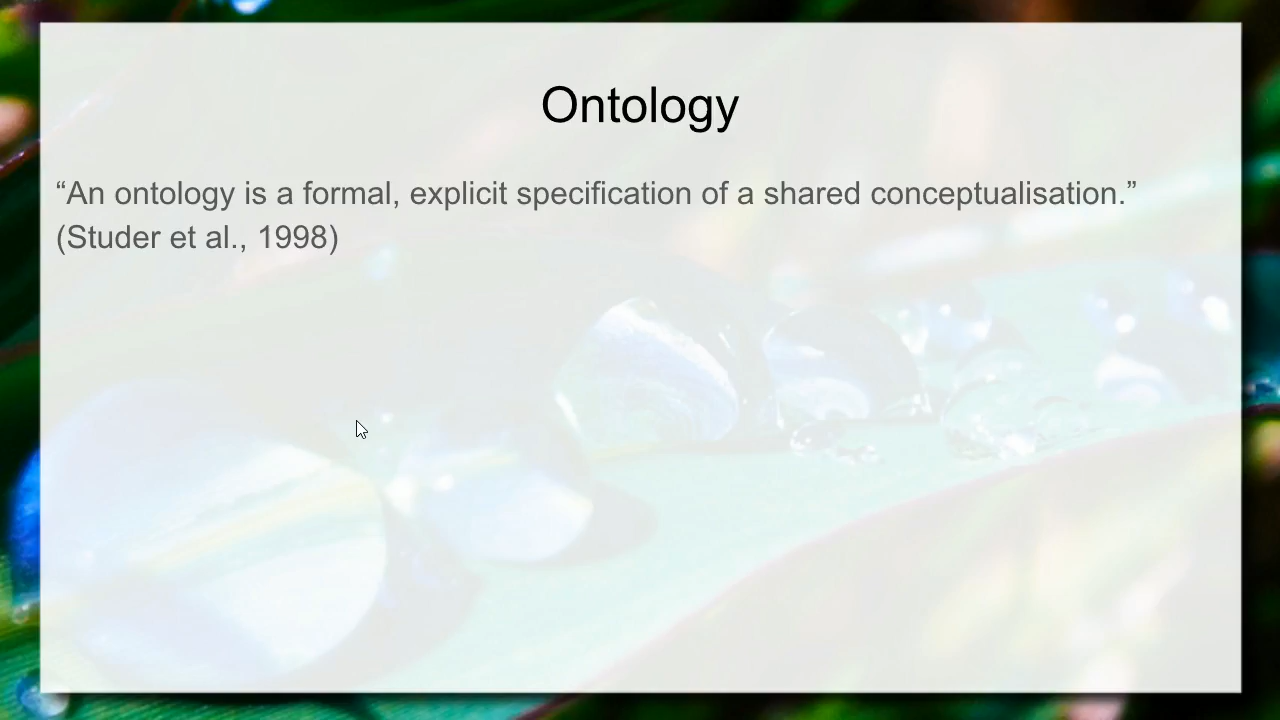 Ontology
“An ontology is a formal, explicit specification of a shared conceptualisation.”
(Studer et al., 1998)